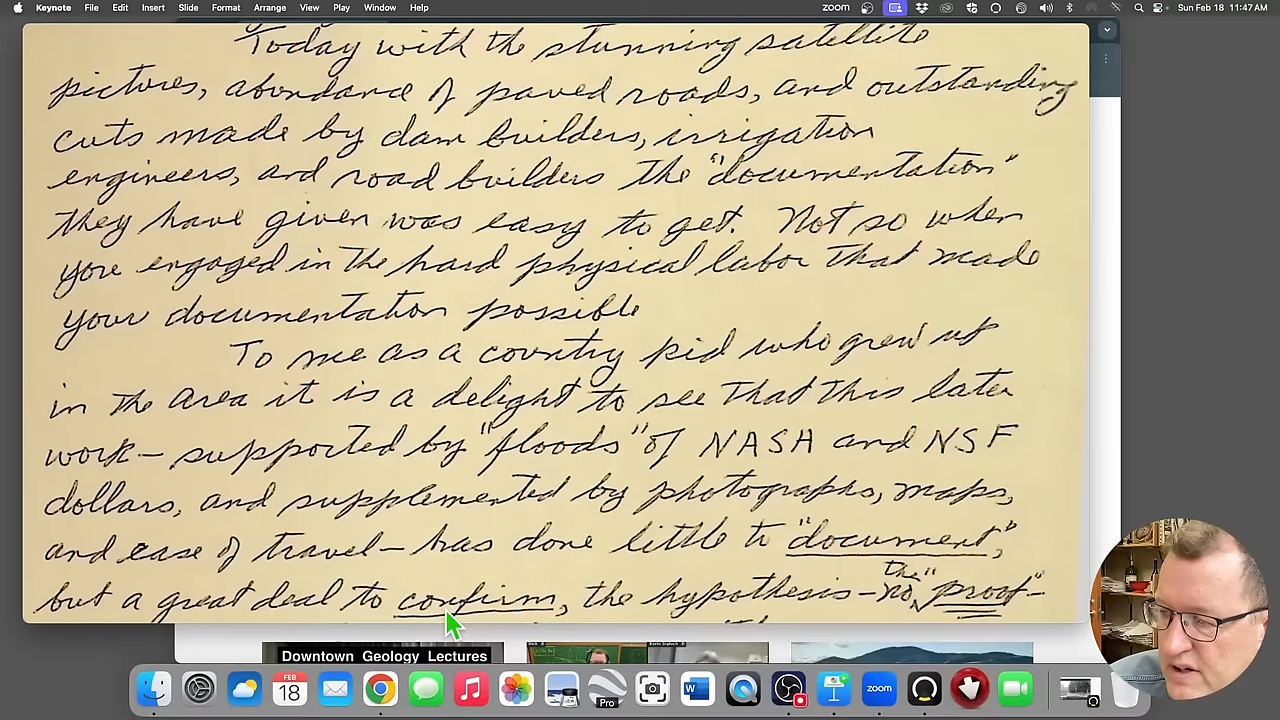 Keynote File Edit Insert Slide Format Arrange View Play Window Help zoom Sun Feb 18 11:47AM
Today with the stunning satellite
pictures, abundance of paved roads, and outstanding
cuts made by dam builders, irrigation
engineers, and road builders the "documentation"
they have given was easy to get. Not so when
you engaged in the hard physical labor that made
your documentation possible
To me as a country kid who grew up
in the area it is a delight to see that this later
work — supported by "floods" of NASA and NSF
dollars, and supplemented by photographs, maps,
and ease of travel — has done little to "document",
the
but a great deal to confirm, the hypothesis — no, "proof" —
Downtown Geology Lectures
FEB
18
Pro
W
zoom